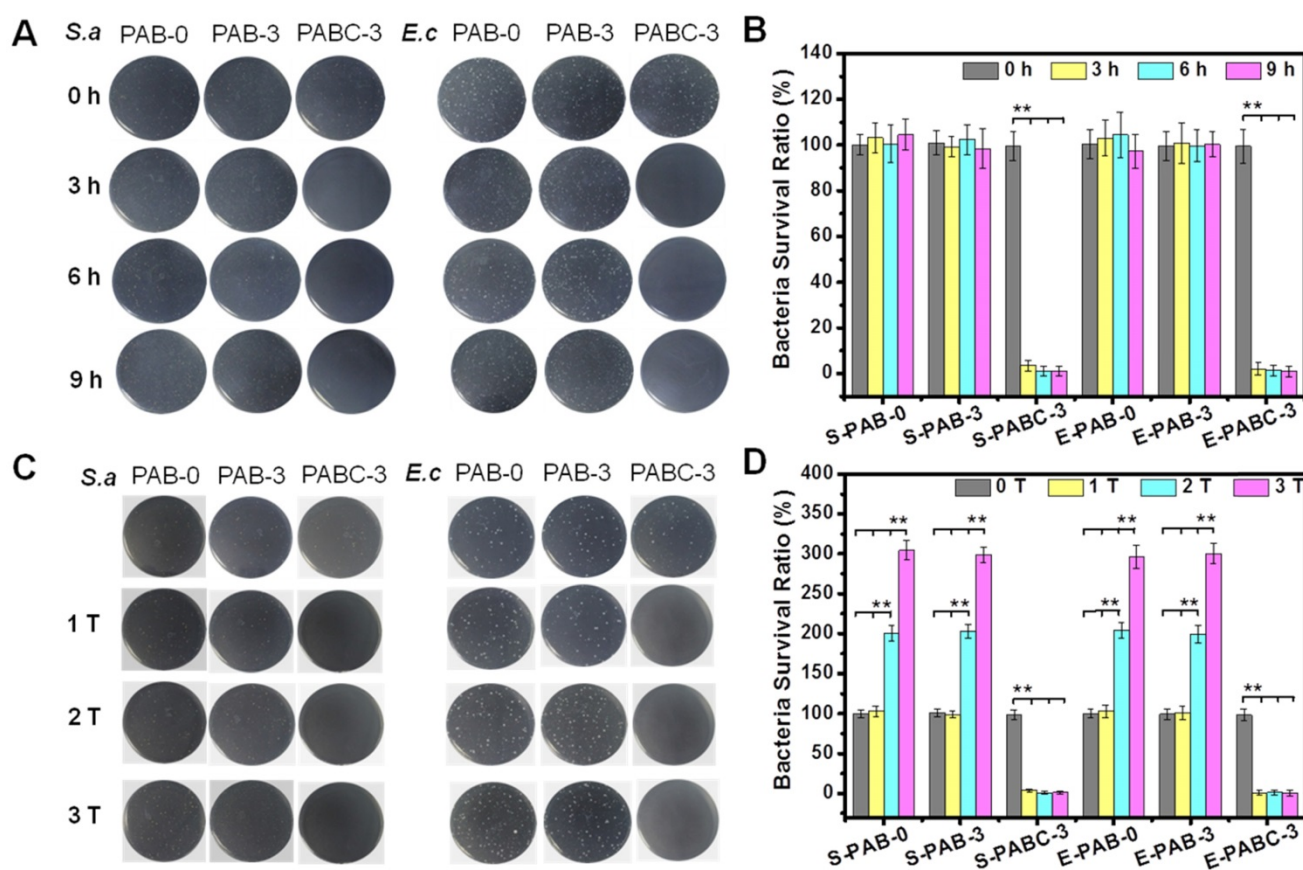 A
S.a PAB-0 PAB-3 PABC-3 E.c PAB-0 PAB-3 PABC-3
0 h
3 h
6 h
9 h
B
Bacteria Survival Ratio (%)
140
120
100
80
60
40
20
0
0 h 3 h 6 h 9 h
** **
S-PAB-0 S-PAB-3 S-PABC-3 E-PAB-0 E-PAB-3 E-PABC-3
C
S.a PAB-0 PAB-3 PABC-3 E.c PAB-0 PAB-3 PABC-3
1 T
2 T
3 T
D
Bacteria Survival Ratio (%)
400
350
300
250
200
150
100
50
0
0 T 1 T 2 T 3 T
** ** ** **
** ** ** **
** **
S-PAB-0 S-PAB-3 S-PABC-3 E-PAB-0 E-PAB-3 E-PABC-3